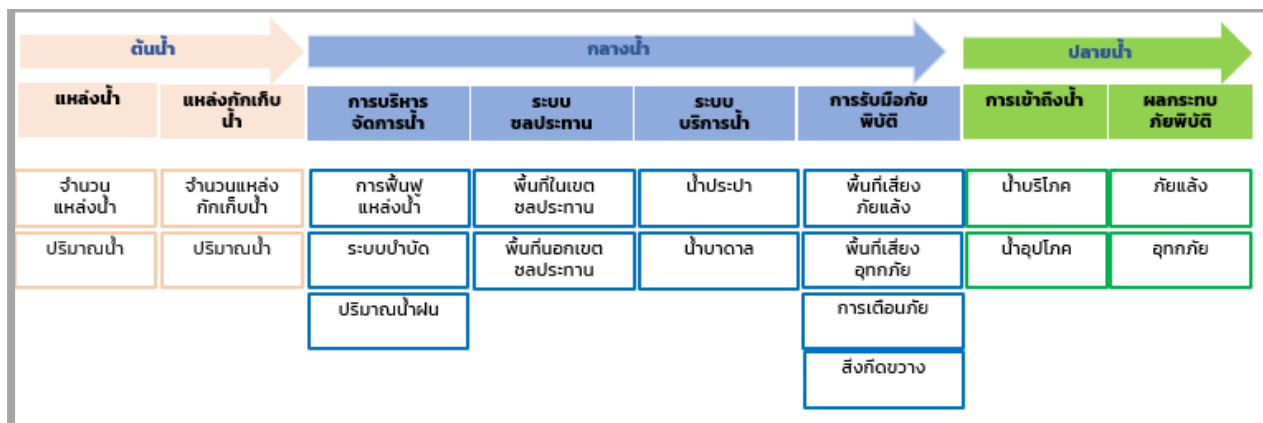 ต้นน้ำ
กลางน้ำ
ปลายน้ำ
แหล่งน้ำ
แหล่งกักเก็บ
น้ำ
การบริหาร
จัดการน้ำ
ระบบ
ชลประทาน
ระบบ
บริการน้ำ
การรับมือภัย
พิบัติ
การเข้าถึงน้ำ
ผลกระทบ
ภัยพิบัติ
จำนวน
แหล่งน้ำ
จำนวนแหล่ง
กักเก็บน้ำ
การฟื้นฟู
แหล่งน้ำ
พื้นที่ในเขต
ชลประทาน
น้ำประปา
พื้นที่เสี่ยง
ภัยแล้ง
น้ำบริโภค
ภัยแล้ง
ปริมาณน้ำ
ปริมาณน้ำ
ระบบบำบัด
พื้นที่นอกเขต
ชลประทาน
น้ำบาดาล
พื้นที่เสี่ยง
อุทกภัย
น้ำอุปโภค
อุทกภัย
ปริมาณน้ำฝน
การเตือนภัย
สิ่งกีดขวาง